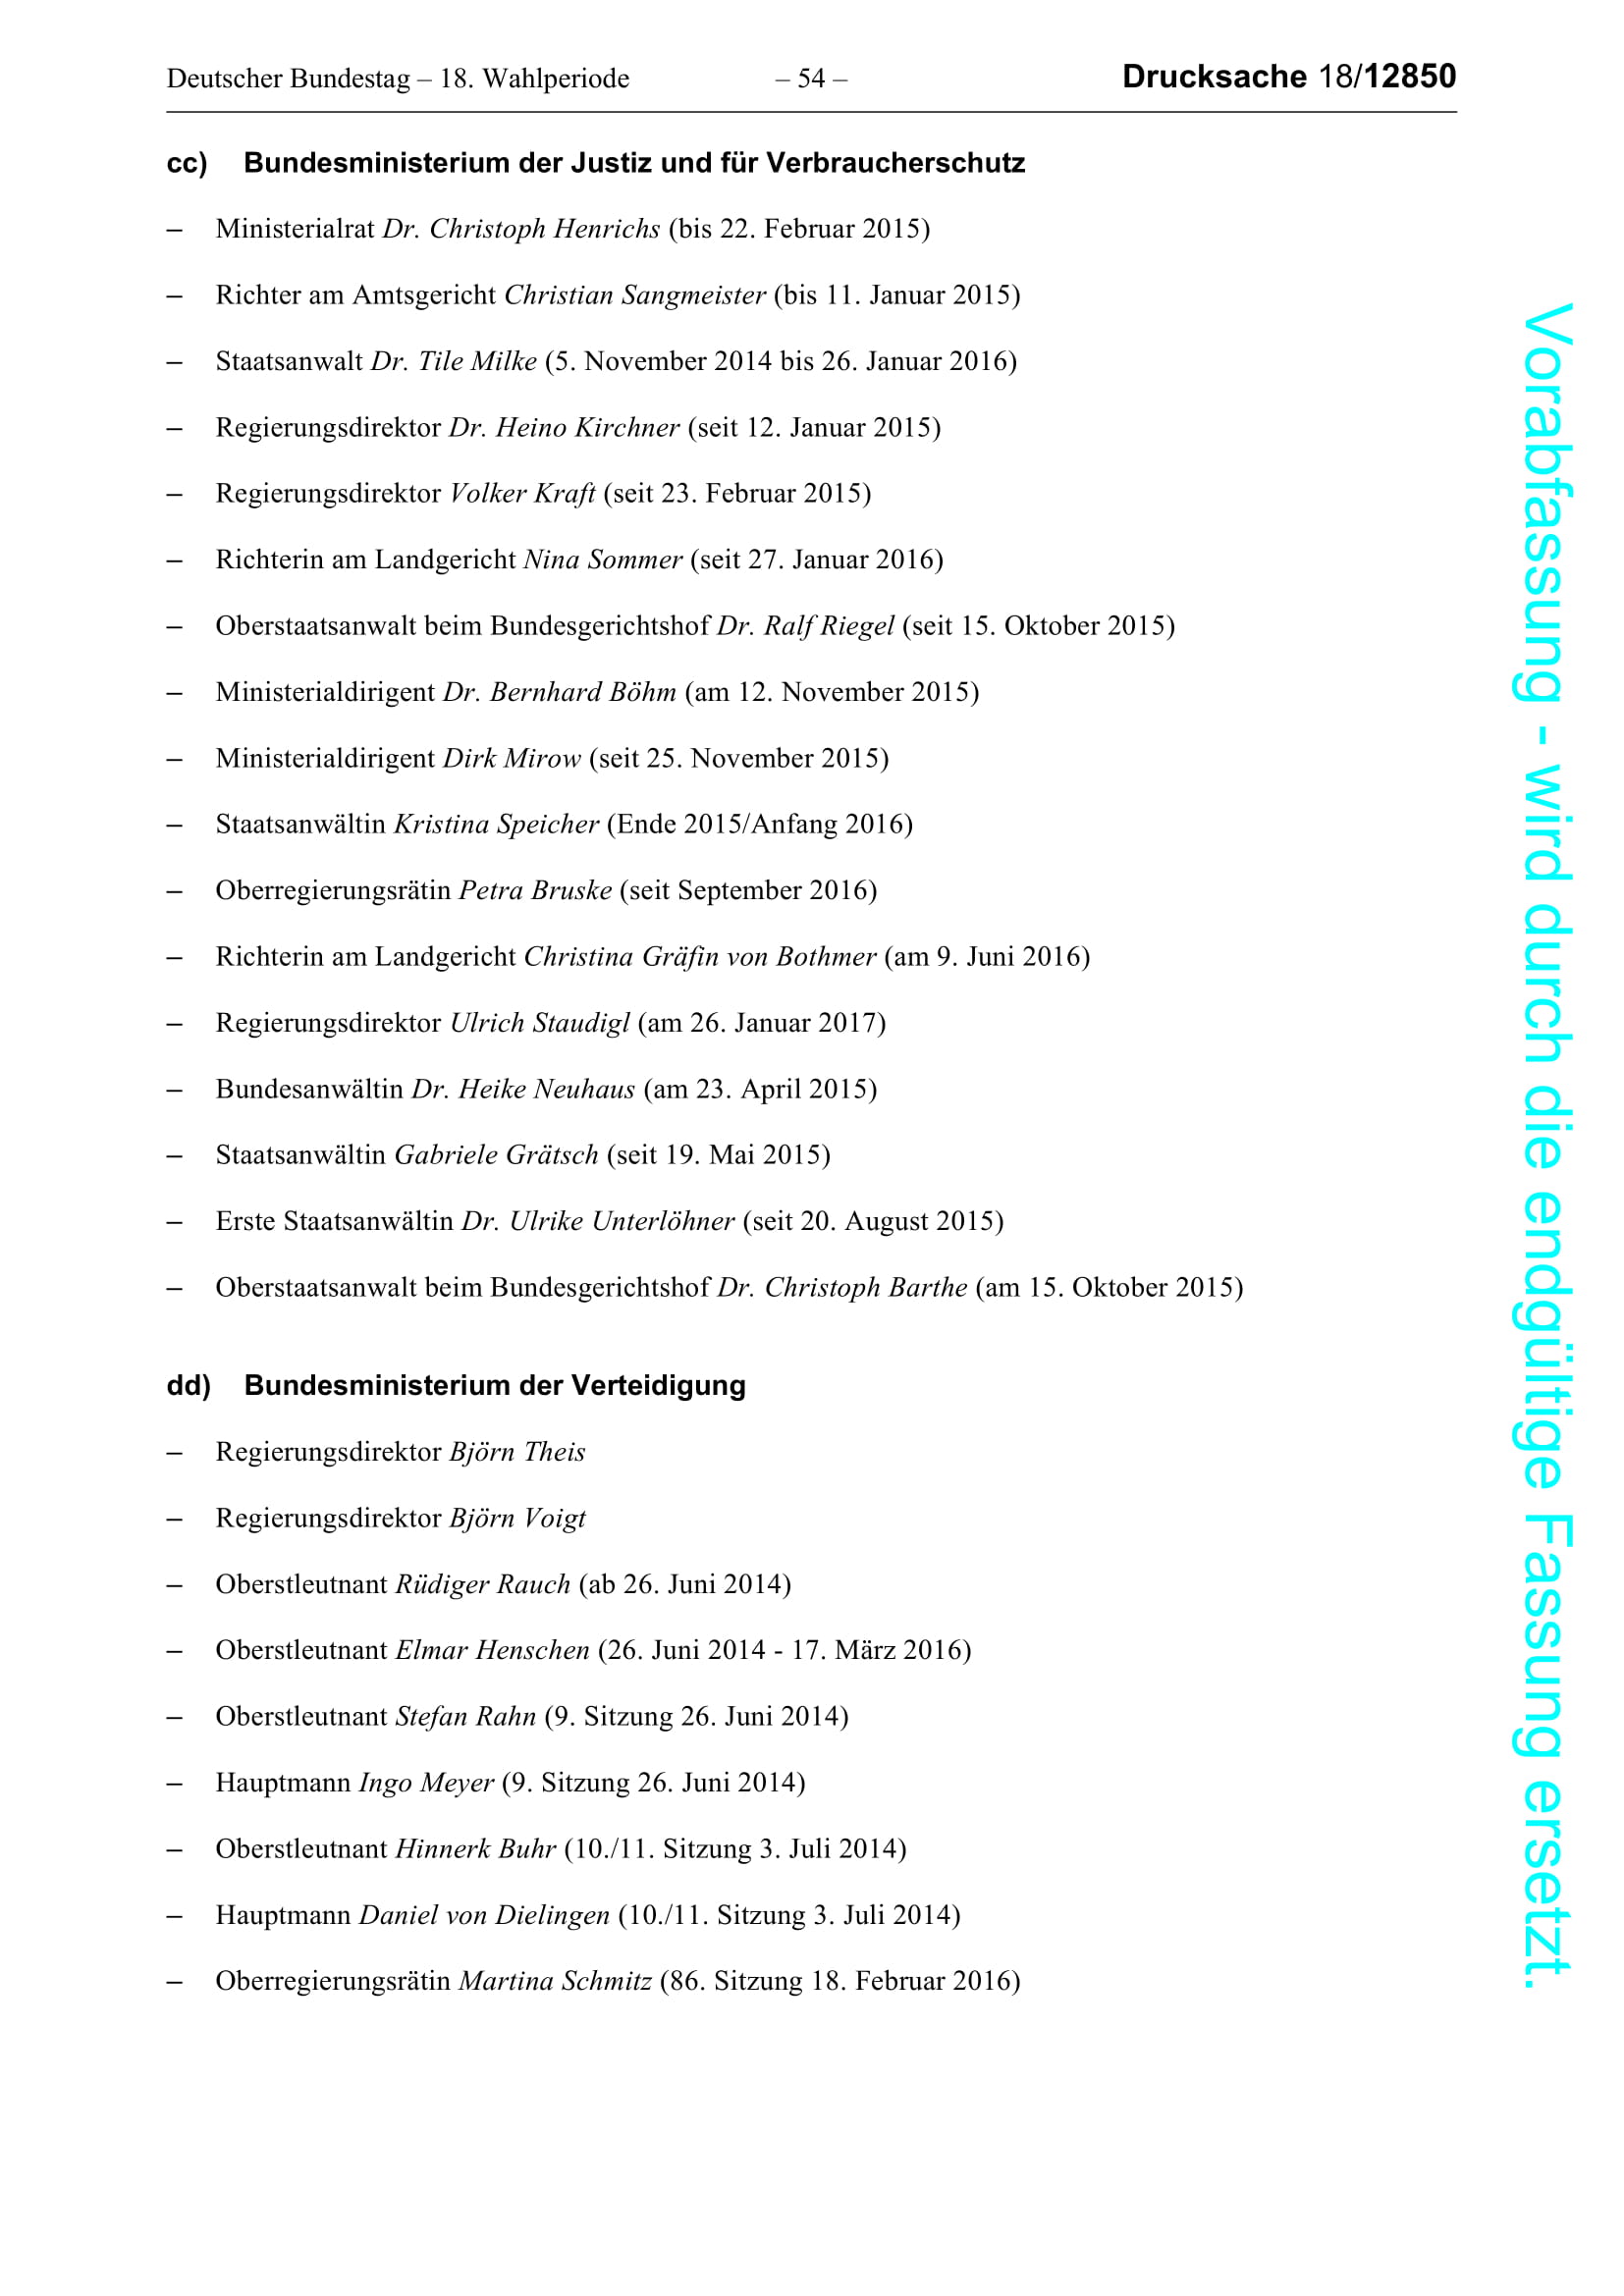 Deutscher Bundestag – 18. Wahlperiode – 54 – Drucksache 18/12850
cc) Bundesministerium der Justiz und für Verbraucherschutz
– Ministerialrat Dr. Christoph Henrichs (bis 22. Februar 2015)
– Richter am Amtsgericht Christian Sangmeister (bis 11. Januar 2015)
– Staatsanwalt Dr. Tile Milke (5. November 2014 bis 26. Januar 2016)
– Regierungsdirektor Dr. Heino Kirchner (seit 12. Januar 2015)
– Regierungsdirektor Volker Kraft (seit 23. Februar 2015)
– Richterin am Landgericht Nina Sommer (seit 27. Januar 2016)
– Oberstaatsanwalt beim Bundesgerichtshof Dr. Ralf Riegel (seit 15. Oktober 2015)
– Ministerialdirigent Dr. Bernhard Böhm (am 12. November 2015)
– Ministerialdirigent Dirk Mirow (seit 25. November 2015)
– Staatsanwältin Kristina Speicher (Ende 2015/Anfang 2016)
– Oberregierungsrätin Petra Bruske (seit September 2016)
– Richterin am Landgericht Christina Gräfin von Bothmer (am 9. Juni 2016)
– Regierungsdirektor Ulrich Staudigl (am 26. Januar 2017)
– Bundesanwältin Dr. Heike Neuhaus (am 23. April 2015)
– Staatsanwältin Gabriele Grätsch (seit 19. Mai 2015)
– Erste Staatsanwältin Dr. Ulrike Unterlöhner (seit 20. August 2015)
– Oberstaatsanwalt beim Bundesgerichtshof Dr. Christoph Barthe (am 15. Oktober 2015)
dd) Bundesministerium der Verteidigung
– Regierungsdirektor Björn Theis
– Regierungsdirektor Björn Voigt
– Oberstleutnant Rüdiger Rauch (ab 26. Juni 2014)
– Oberstleutnant Elmar Henschen (26. Juni 2014 - 17. März 2016)
– Oberstleutnant Stefan Rahn (9. Sitzung 26. Juni 2014)
– Hauptmann Ingo Meyer (9. Sitzung 26. Juni 2014)
– Oberstleutnant Hinnerk Buhr (10./11. Sitzung 3. Juli 2014)
– Hauptmann Daniel von Dielingen (10./11. Sitzung 3. Juli 2014)
– Oberregierungsrätin Martina Schmitz (86. Sitzung 18. Februar 2016)
Vorabfassung - wird durch die endgültige Fassung ersetzt.